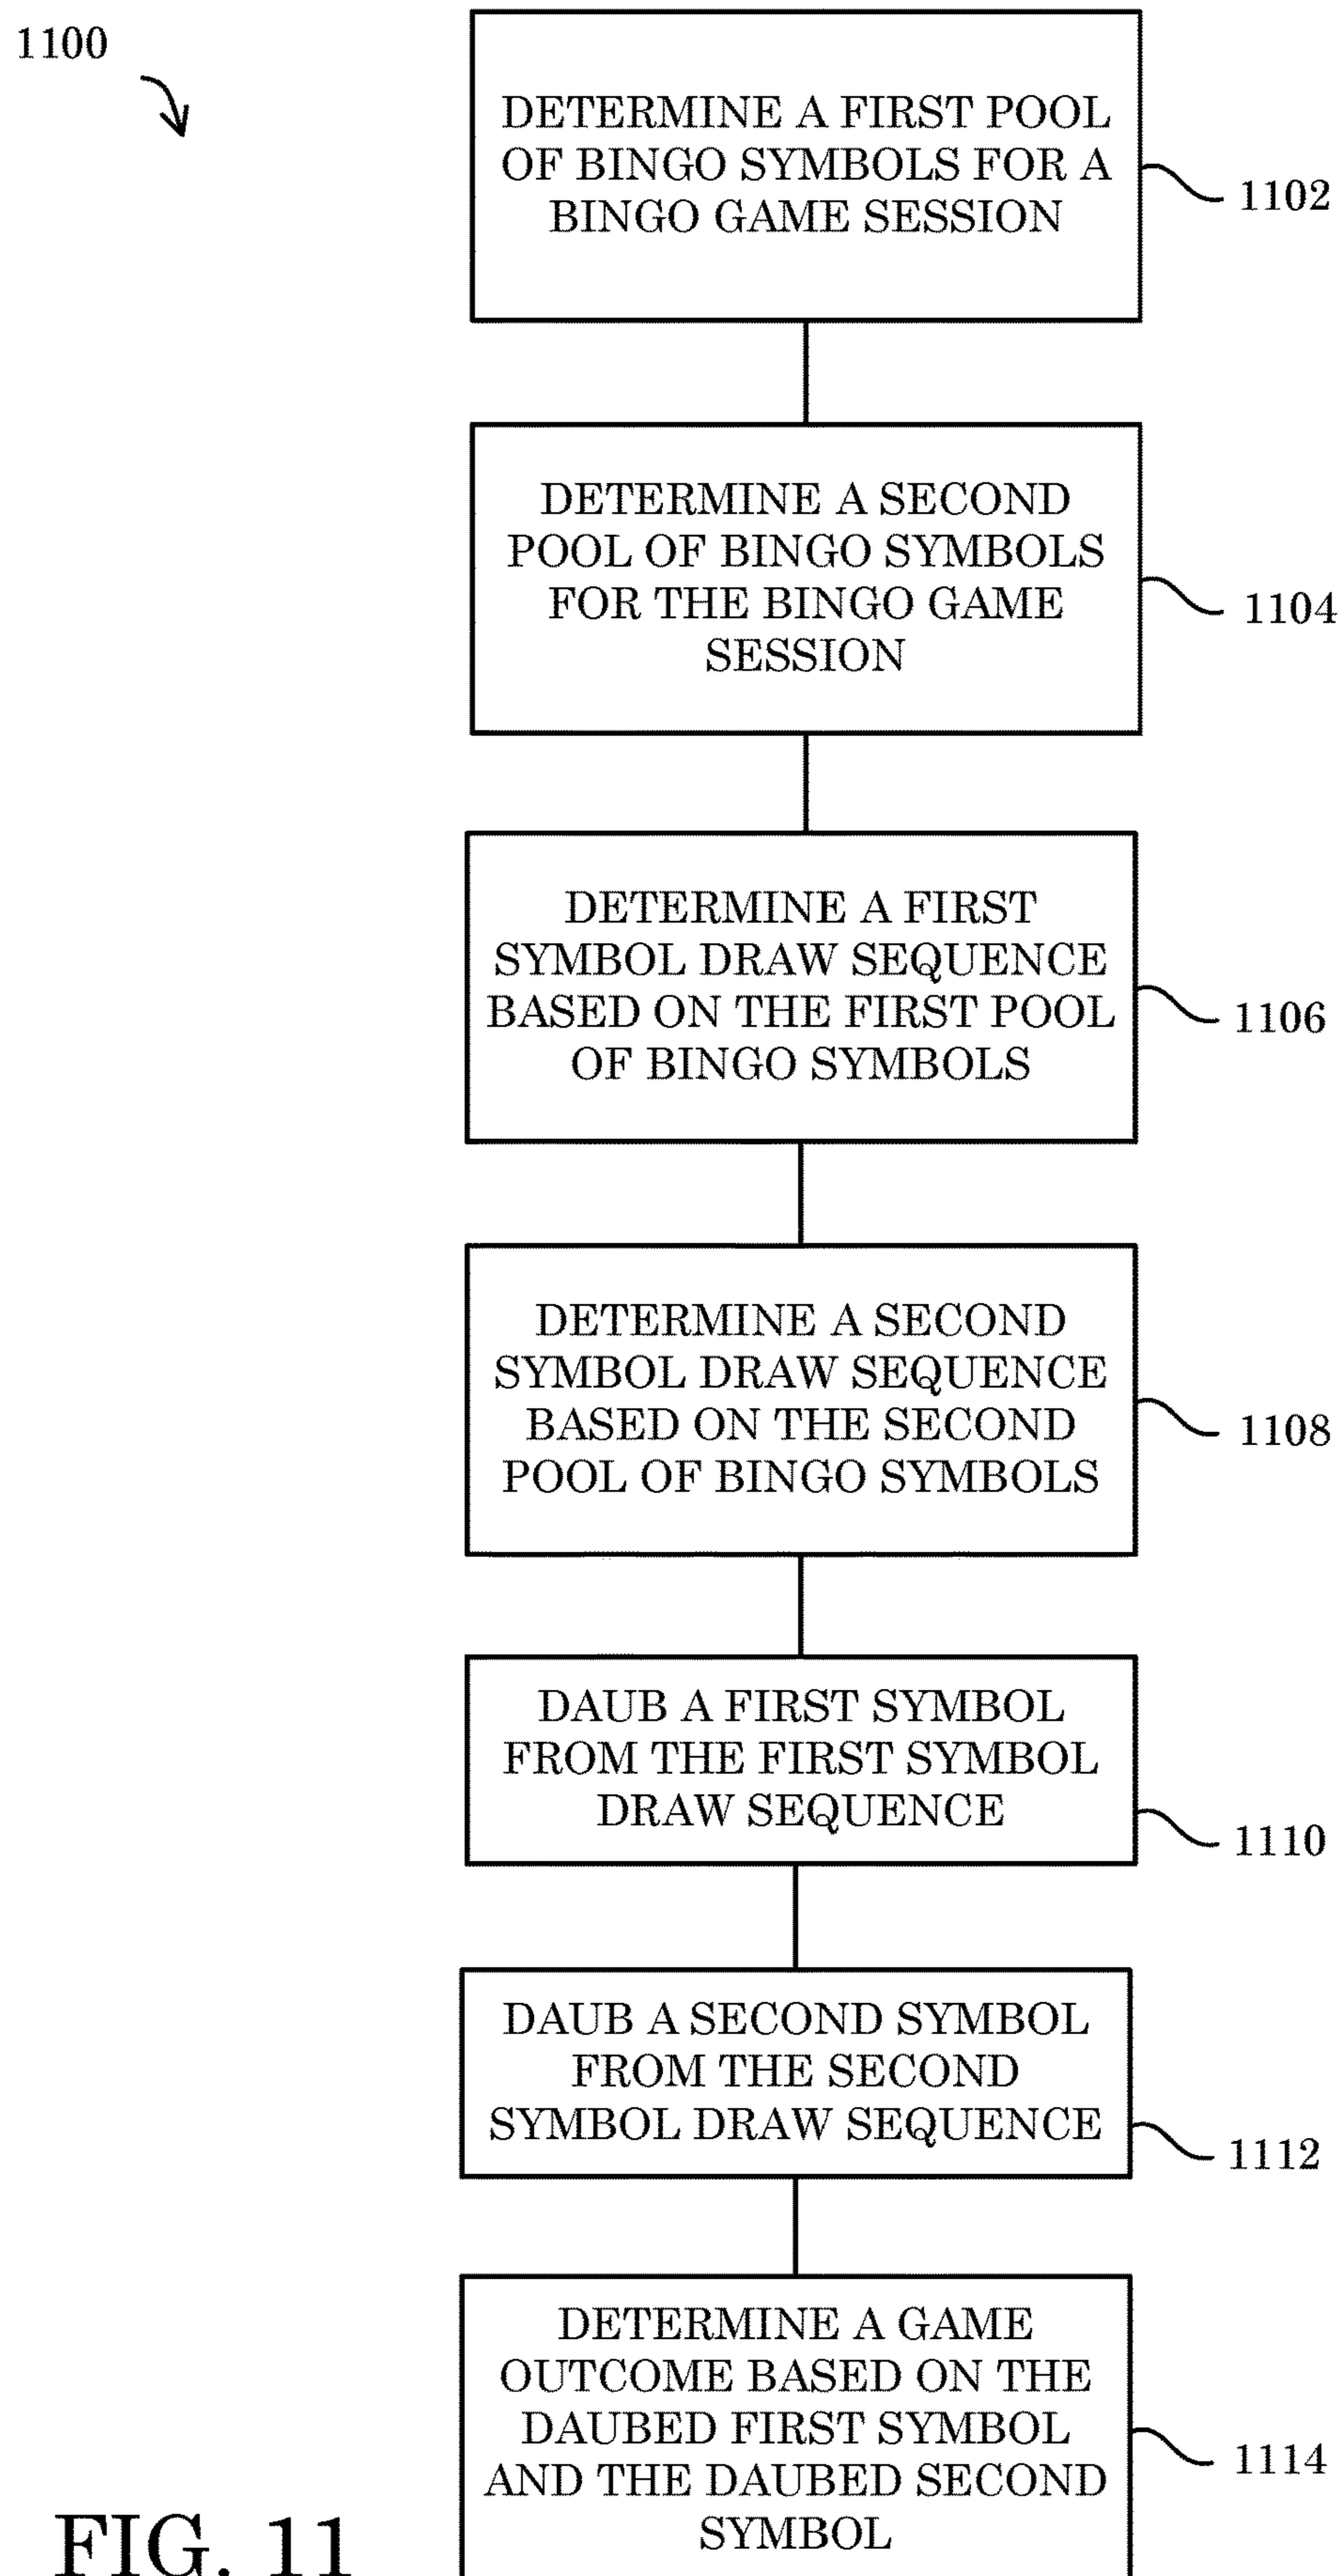 1100
DETERMINE A FIRST POOL
OF BINGO SYMBOLS FOR A
BINGO GAME SESSION
1102
DETERMINE A SECOND
POOL OF BINGO SYMBOLS
FOR THE BINGO GAME
SESSION
1104
DETERMINE A FIRST
SYMBOL DRAW SEQUENCE
BASED ON THE FIRST POOL
OF BINGO SYMBOLS
1106
DETERMINE A SECOND
SYMBOL DRAW SEQUENCE
BASED ON THE SECOND
POOL OF BINGO SYMBOLS
1108
DAUB A FIRST SYMBOL
FROM THE FIRST SYMBOL
DRAW SEQUENCE
1110
DAUB A SECOND SYMBOL
FROM THE SECOND
SYMBOL DRAW SEQUENCE
1112
DETERMINE A GAME
OUTCOME BASED ON THE
DAUBED FIRST SYMBOL
AND THE DAUBED SECOND
SYMBOL
1114
FIG. 11